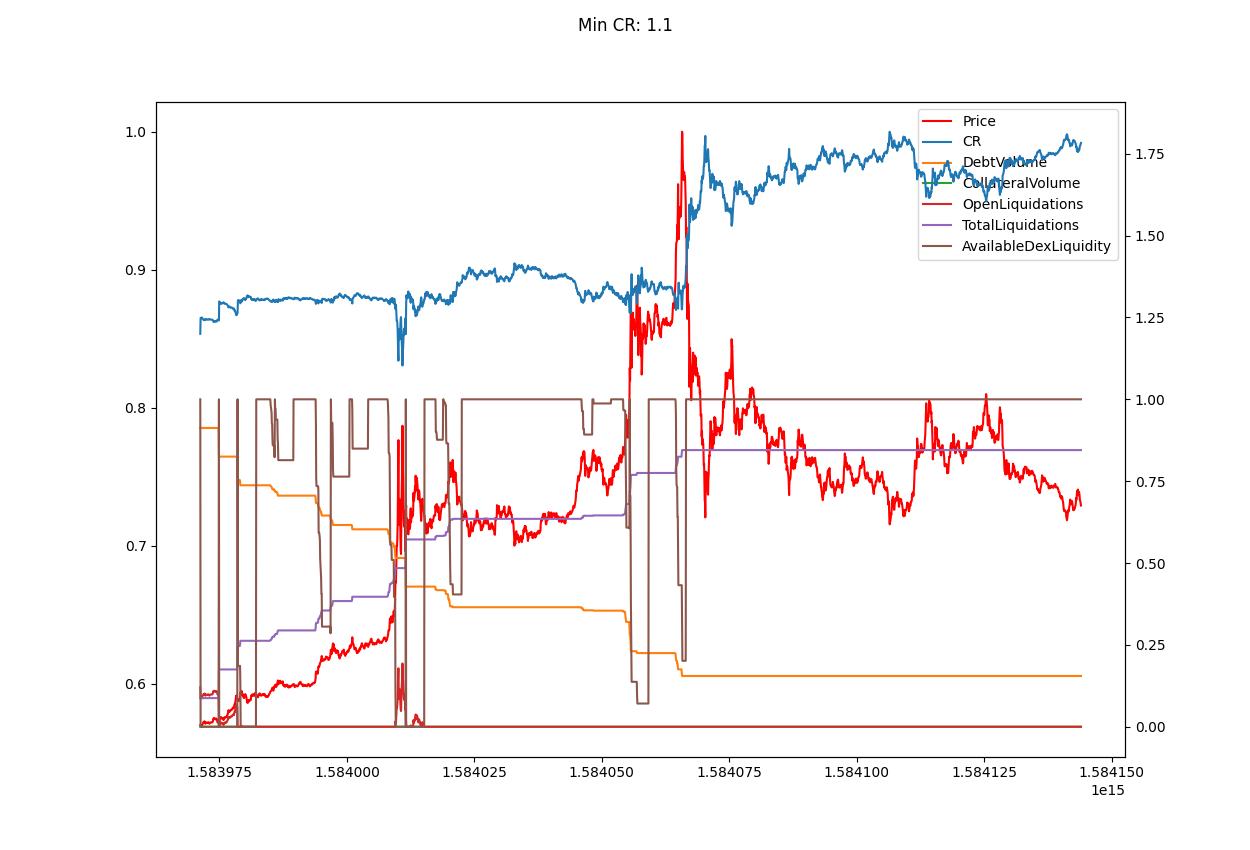 Min CR: 1.1
1.0
0.9
0.8
0.7
0.6
1.75
1.50
1.25
1.00
0.75
0.50
0.25
0.00
Price
CR
DebtVolume
CollateralVolume
OpenLiquidations
TotalLiquidations
AvailableDexLiquidity
1.583975 1.584000 1.584025 1.584050 1.584075 1.584100 1.584125 1.584150
1e15